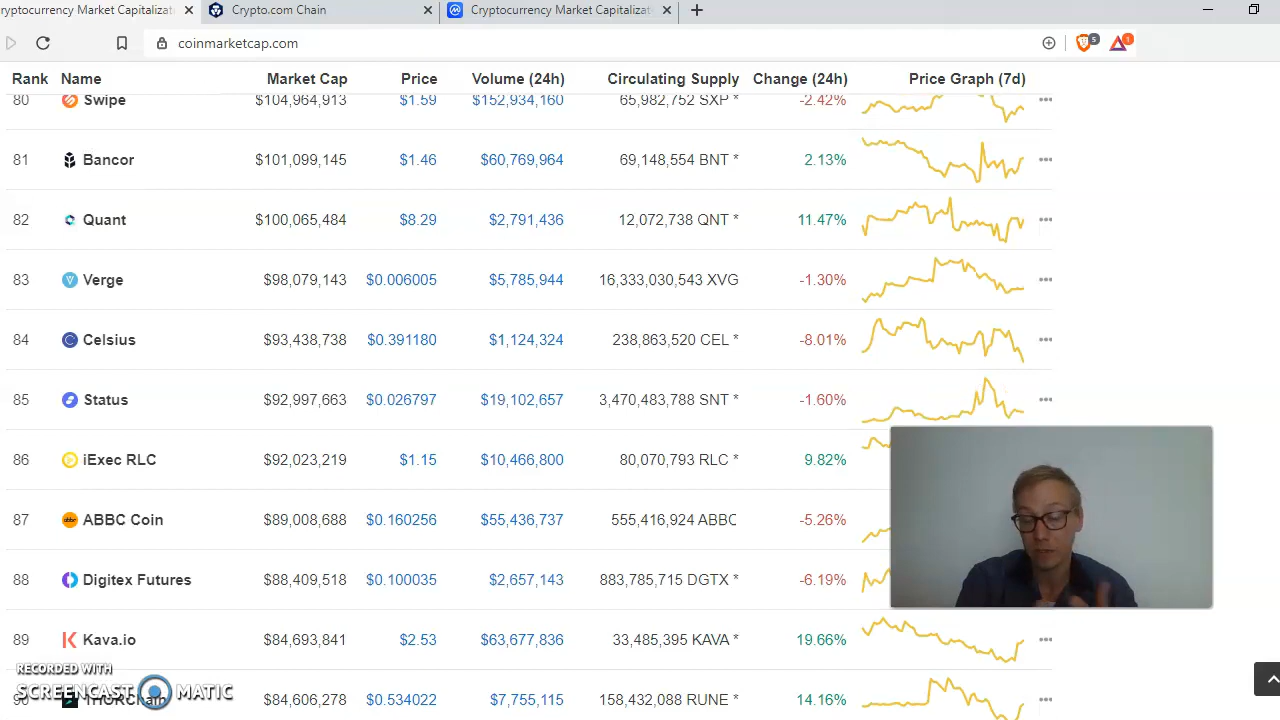 ryptocurrency Market Capitaliza × Crypto.com Chain × Cryptocurrency Market Capitalizat × +
coinmarketcap.com 5 1
Rank Name Market Cap Price Volume (24h) Circulating Supply Change (24h) Price Graph (7d)
80 Swipe $104,964,913 $1.59 $152,934,160 65,982,752 SXP * -2.42%
81 Bancor $101,099,145 $1.46 $60,769,964 69,148,554 BNT * 2.13%
82 Quant $100,065,484 $8.29 $2,791,436 12,072,738 QNT * 11.47%
83 Verge $98,079,143 $0.006005 $5,785,944 16,333,030,543 XVG -1.30%
84 Celsius $93,438,738 $0.391180 $1,124,324 238,863,520 CEL * -8.01%
85 Status $92,997,663 $0.026797 $19,102,657 3,470,483,788 SNT * -1.60%
86 iExec RLC $92,023,219 $1.15 $10,466,800 80,070,793 RLC * 9.82%
87 ABBC Coin $89,008,938 $0.160256 $55,436,737 555,416,924 ABBC -5.26%
88 Digitex Futures $88,409,518 $0.100035 $2,657,143 883,785,715 DGTX * -6.19%
89 Kava.io $84,693,841 $2.53 $63,677,836 33,485,395 KAVA * 19.66%
RECORDED WITH
SCREENCAST MATIC
90 THORChain $84,606,278 $0.534022 $7,755,115 158,432,088 RUNE * 14.16%